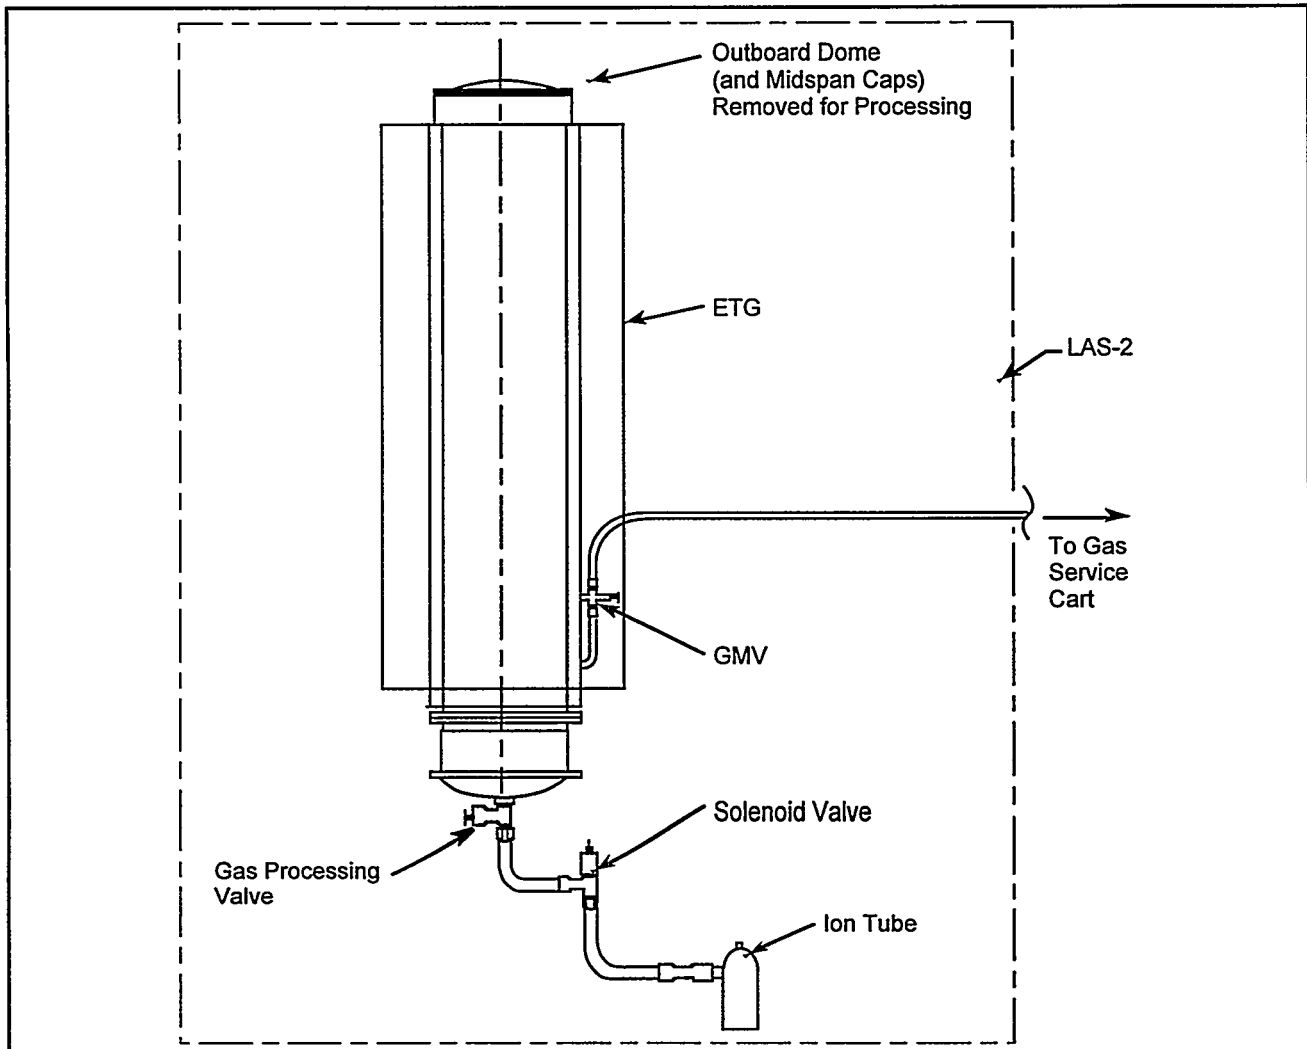 Outboard Dome
(and Midspan Caps)
Removed for Processing
ETG
LAS-2
To Gas
Service
Cart
GMV
Solenoid Valve
Gas Processing
Valve
Ion Tube